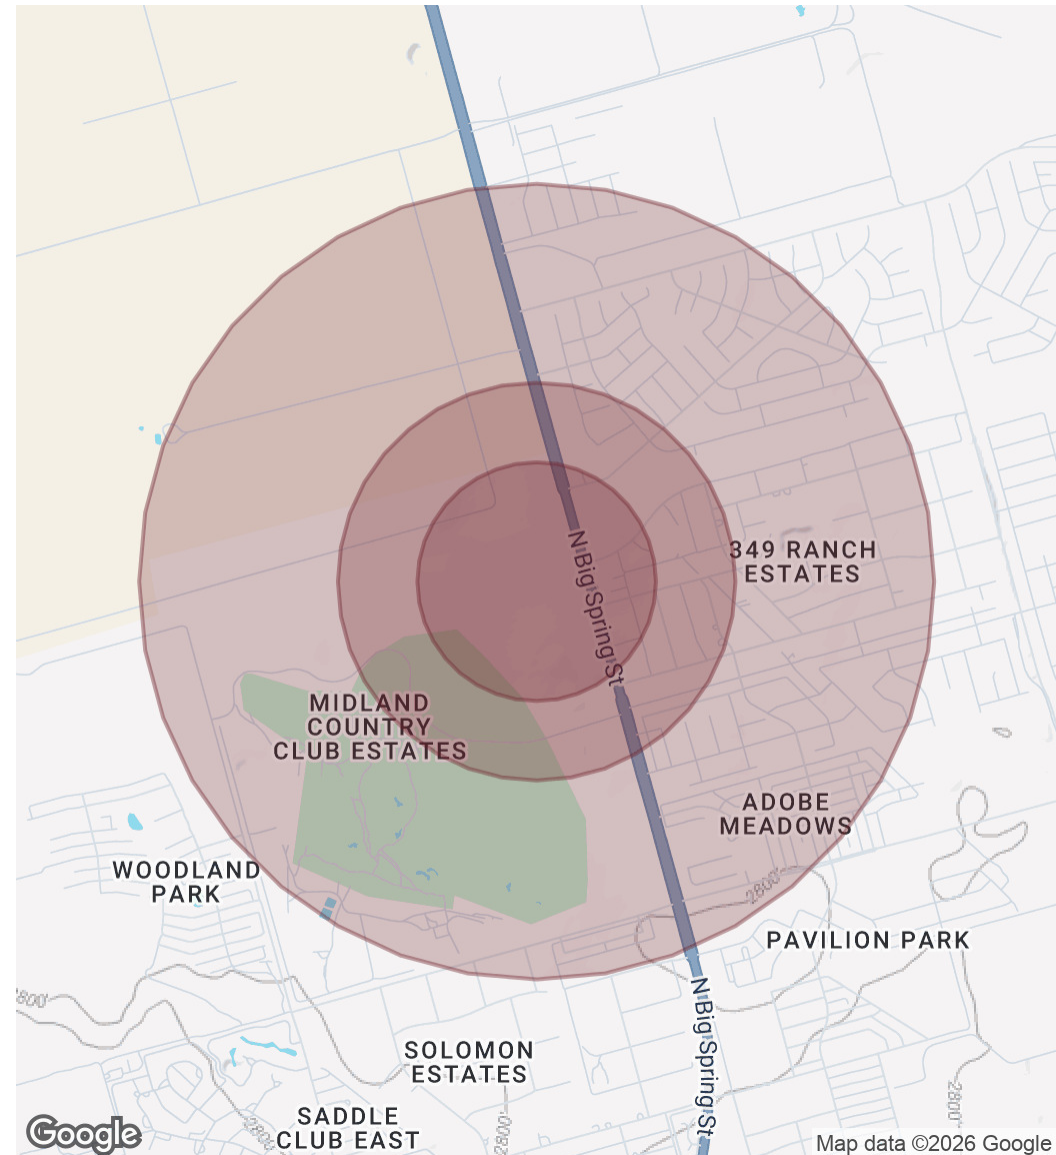 N Big Spring St
349 RANCH
ESTATES
MIDLAND
COUNTRY
CLUB ESTATES
ADOBE
MEADOWS
WOODLAND
PARK
2800'
PAVILION PARK
2800'
N Big Spring St
SOLOMON
ESTATES
SADDLE
CLUB EAST
2800'
2800'
2800'
Google
Map data ©2026 Google